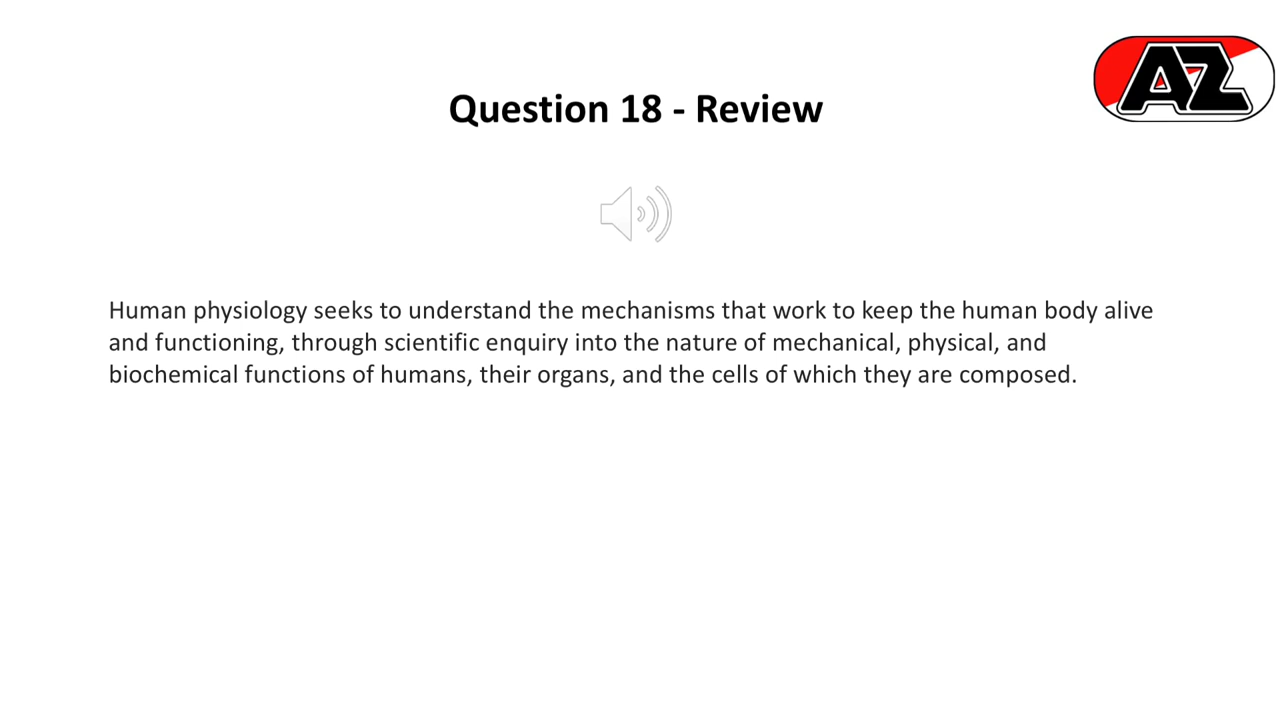 AZ
Question 18 - Review
Human physiology seeks to understand the mechanisms that work to keep the human body alive
and functioning, through scientific enquiry into the nature of mechanical, physical, and
biochemical functions of humans, their organs, and the cells of which they are composed.